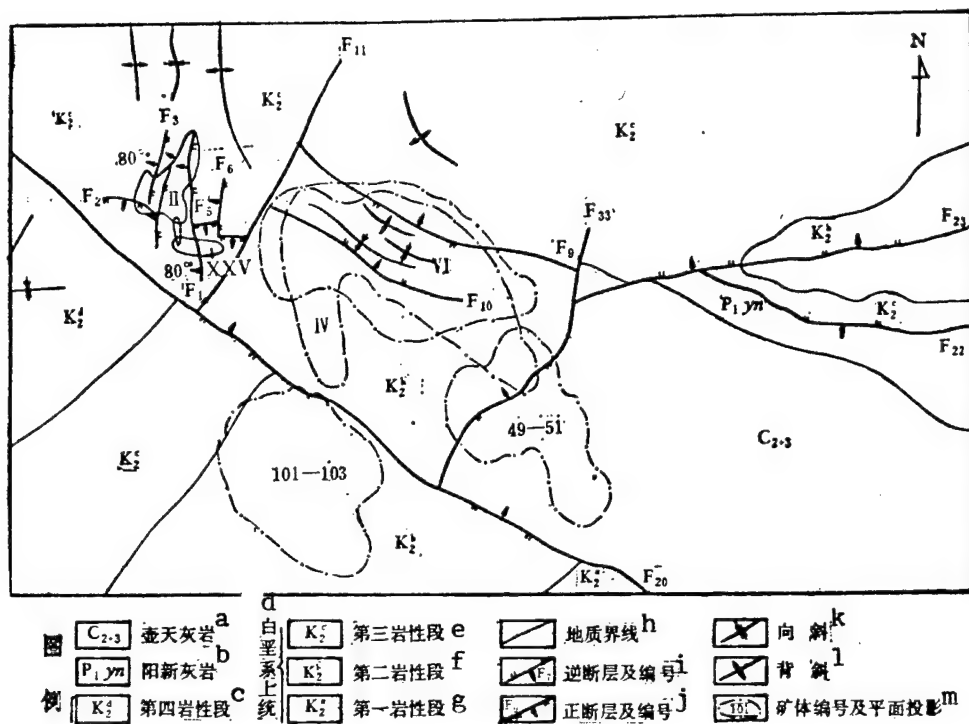 F11
N
K₂ᶜ
K₂ᶜ
K₂ᶜ
F3
80°
F6
II
F2
F5
F33
F23
K₂ᵇ
F9
VI
80°
XXV
F1
P₁yn
K₂ᶜ
F10
K₂ᵈ
IV
F22
K₂ᵇ
49—51
C₂₊₃
K₂ᶜ
101—103
K₂ᵇ
K₂ᵃ
F20
图例
C₂₊₃ 壶天灰岩 a
P₁yn 阳新灰岩 b
K₂ᵈ 第四岩性段 c
d 白垩系上统
K₂ᶜ 第三岩性段 e
K₂ᵇ 第二岩性段 f
K₂ᵃ 第一岩性段 g
地质界线 h
逆断层及编号 i
正断层及编号 j
向斜 k
背斜 l
矿体编号及平面投影 m